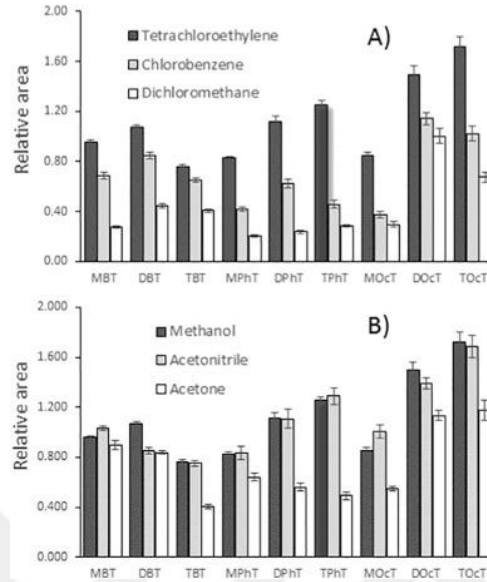 2.00
A)
Tetrachloroethylene
Chlorobenzene
Dichloromethane
1.60
1.20
0.80
0.40
0.00
Relative area
MBT DBT TBT MPhT DPhT TPhT MOcT DOcT TOcT
2.000
B)
Methanol
Acetonitrile
Acetone
1.600
1.200
0.800
0.400
0.000
Relative area
MBT DBT TBT MPhT DPhT TPhT MOcT DOcT TOcT